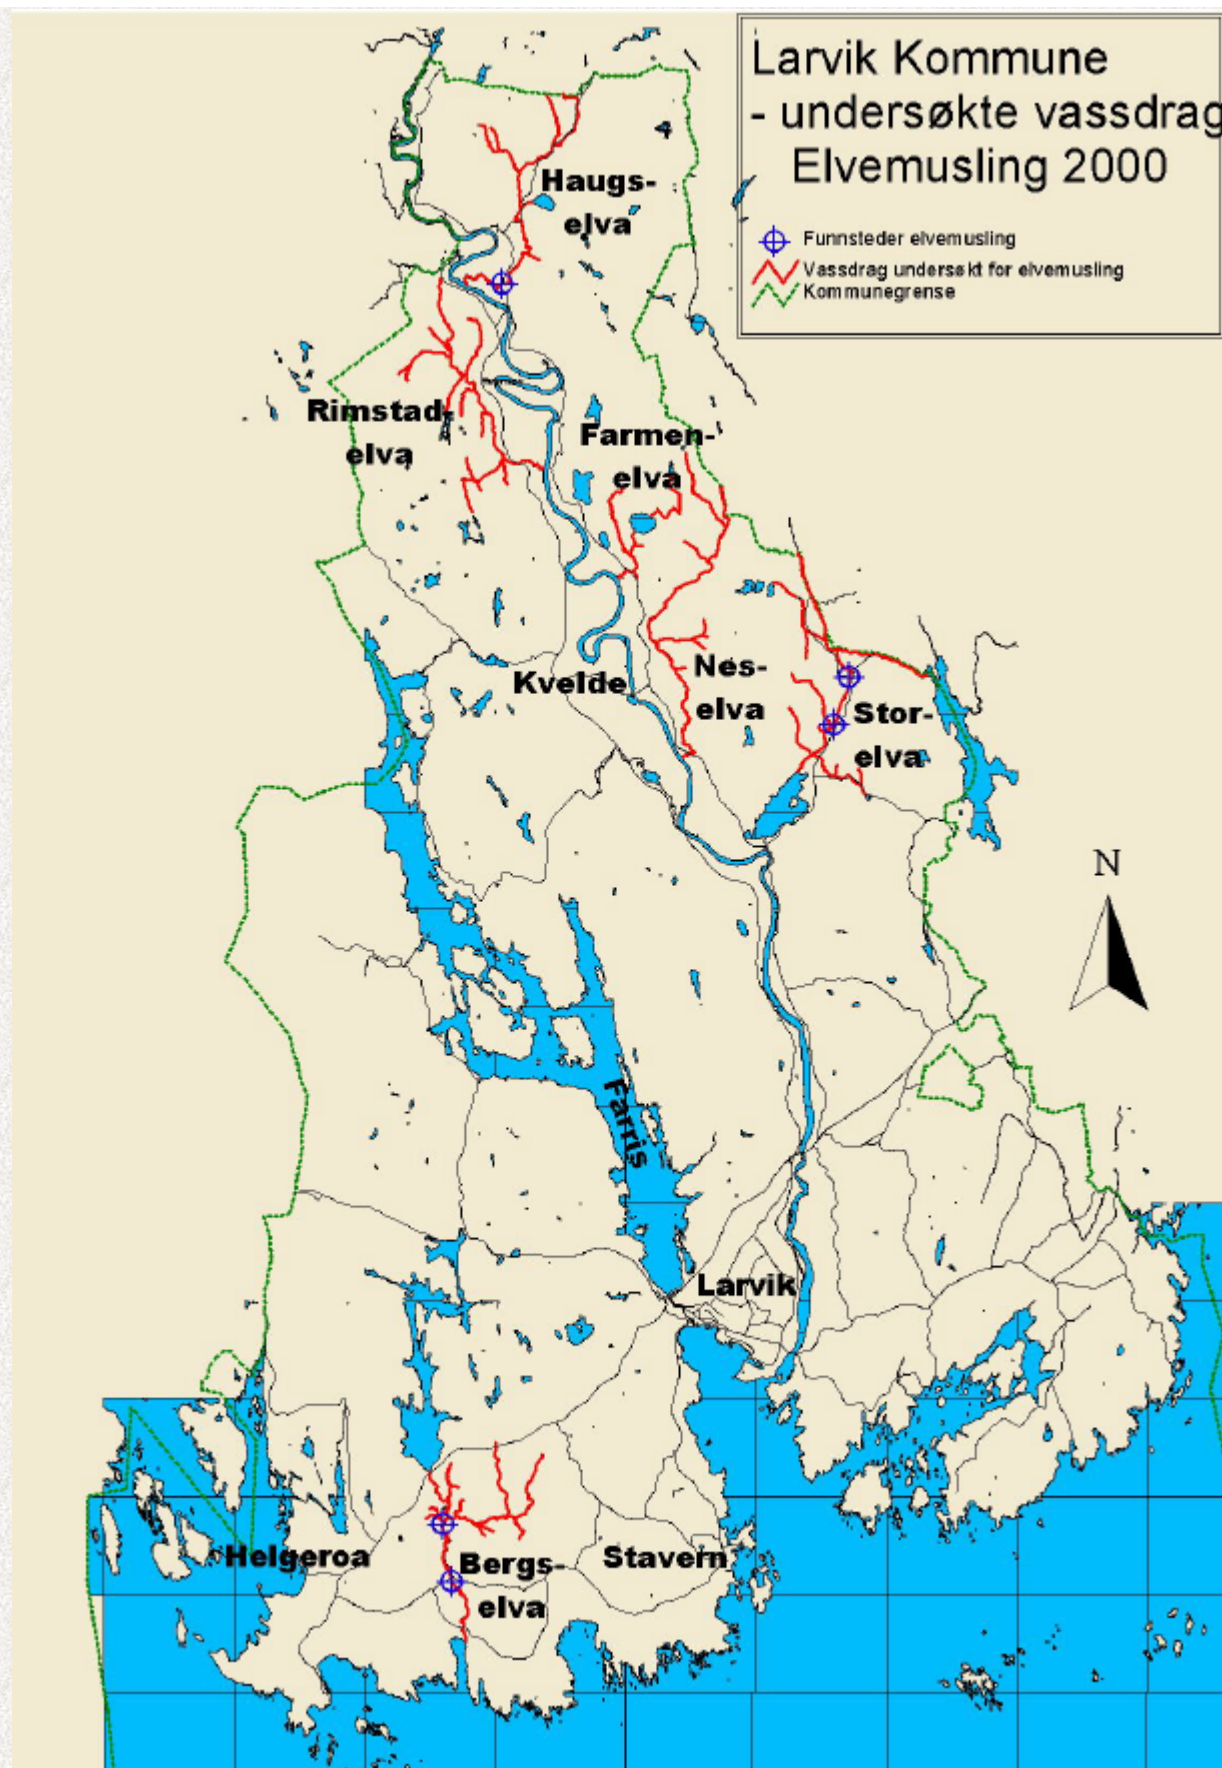 Larvik Kommune
- undersøkte vassdrag
Elvemusling 2000
Funnsteder elvemusling
Vassdrag undersøkt for elvemusling
Kommunegrense
Haugs-
elva
Rimstad-
elva
Farmen-
elva
Kvelde
Nes-
elva
Stor-
elva
N
Farris
Larvik
Helgeroa
Bergs-
elva
Stavern